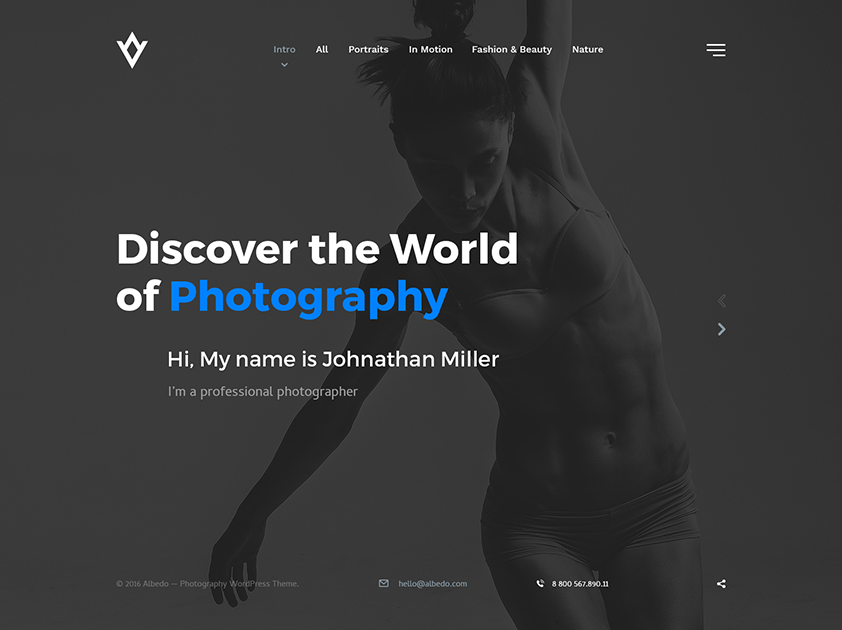 Intro All Portraits In Motion Fashion & Beauty Nature
Discover the World
of Photography
Hi, My name is Johnathan Miller
I'm a professional photographer
© 2016 Albedo — Photography WordPress Theme. hello@albedo.com 8 800 567.890.11